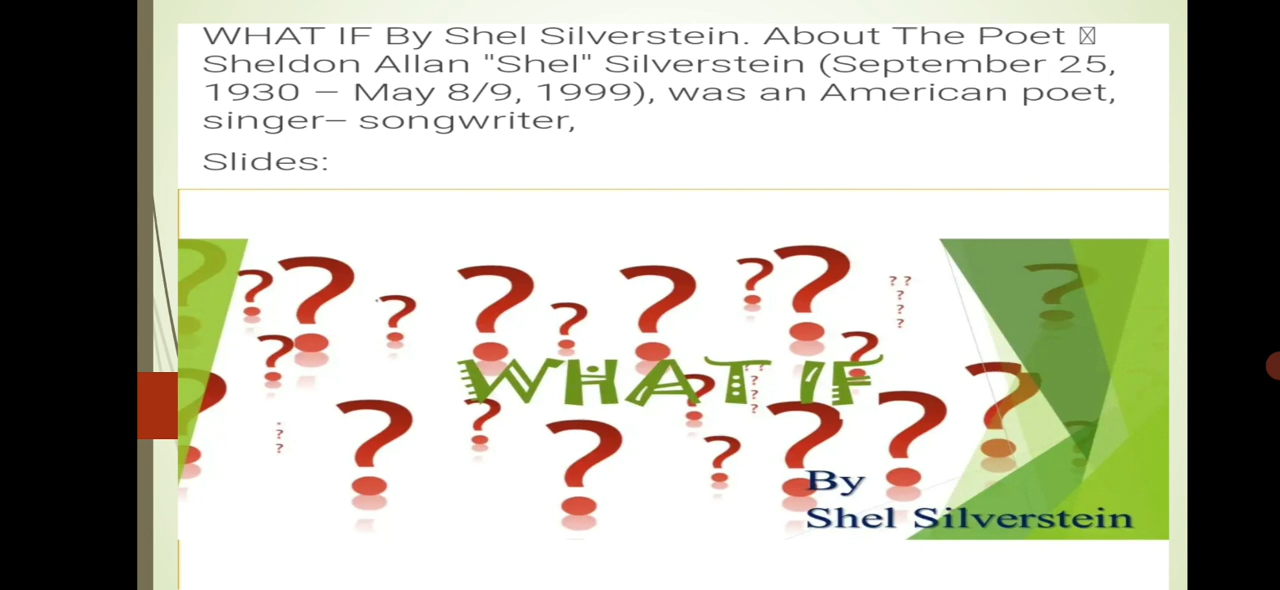 WHAT IF By Shel Silverstein. About The Poet
Sheldon Allan "Shel" Silverstein (September 25,
1930 – May 8/9, 1999), was an American poet,
singer– songwriter,
Slides:
WHAT IF
By
Shel Silverstein